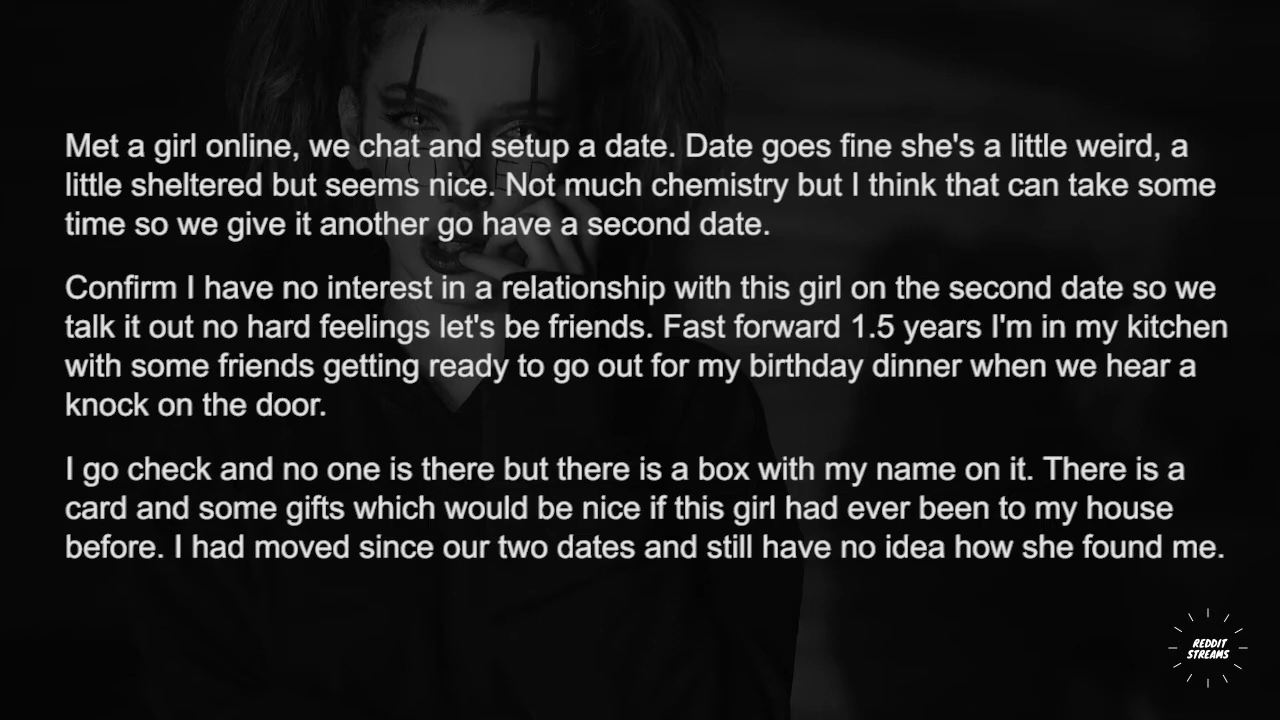 Met a girl online, we chat and setup a date. Date goes fine she's a little weird, a
little sheltered but seems nice. Not much chemistry but I think that can take some
time so we give it another go have a second date.
Confirm I have no interest in a relationship with this girl on the second date so we
talk it out no hard feelings let's be friends. Fast forward 1.5 years I'm in my kitchen
with some friends getting ready to go out for my birthday dinner when we hear a
knock on the door.
I go check and no one is there but there is a box with my name on it. There is a
card and some gifts which would be nice if this girl had ever been to my house
before. I had moved since our two dates and still have no idea how she found me.
REDDIT
STREAMS